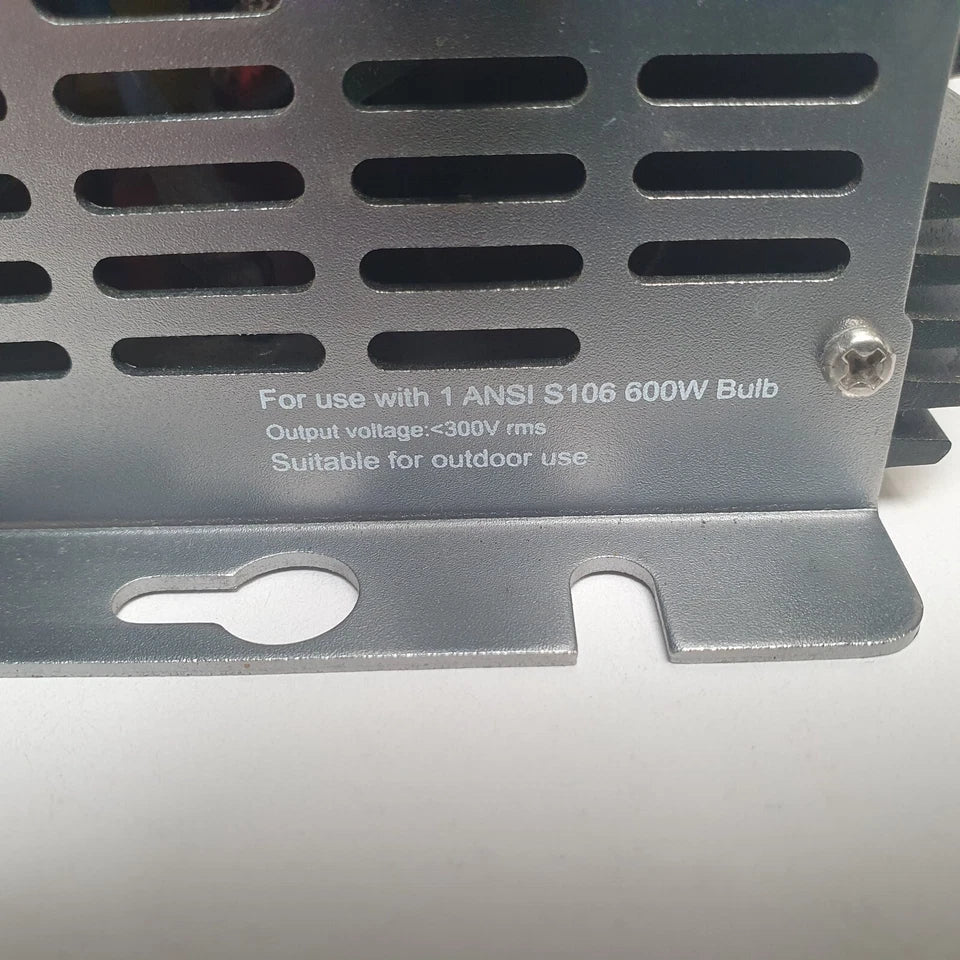 For use with 1 ANSI S106 600W Bulb
Output voltage:<300V rms
Suitable for outdoor use